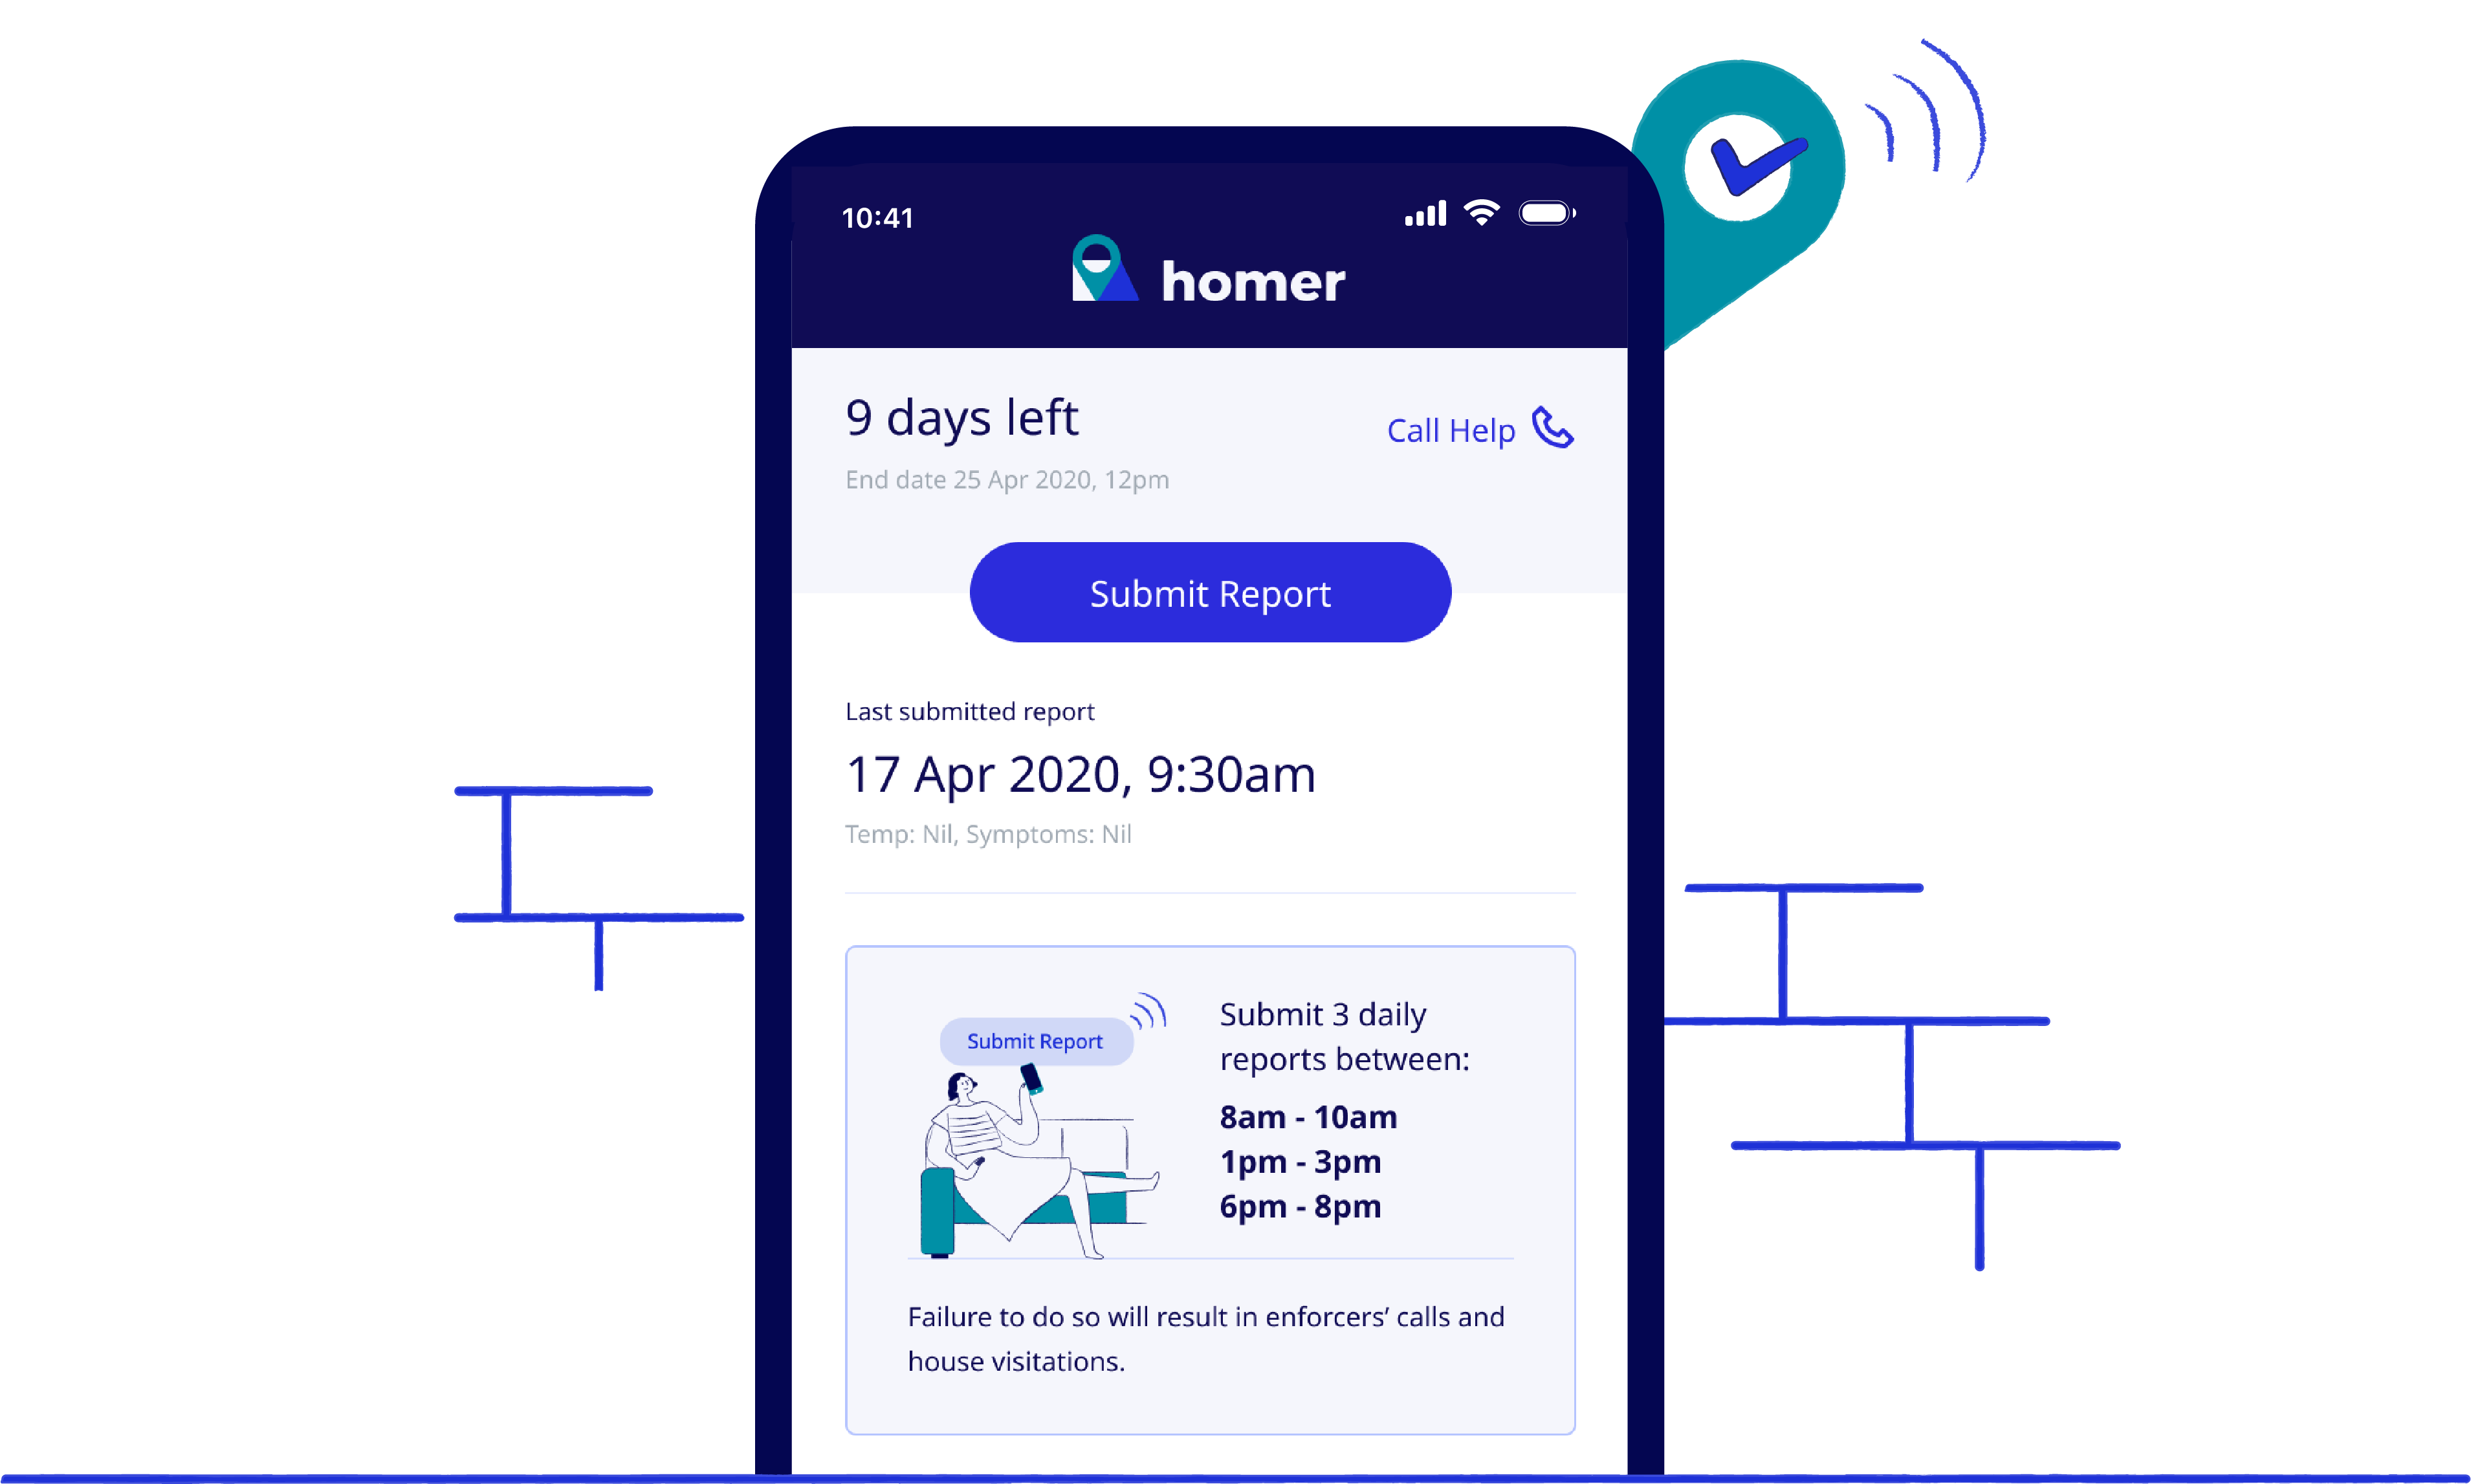 10:41
homer
9 days left
Call Help
End date 25 Apr 2020, 12pm
Submit Report
Last submitted report
17 Apr 2020, 9:30am
Temp: Nil, Symptoms: Nil
Submit Report
Submit 3 daily
reports between:
8am - 10am
1pm - 3pm
6pm - 8pm
Failure to do so will result in enforcers’ calls and
house visitations.